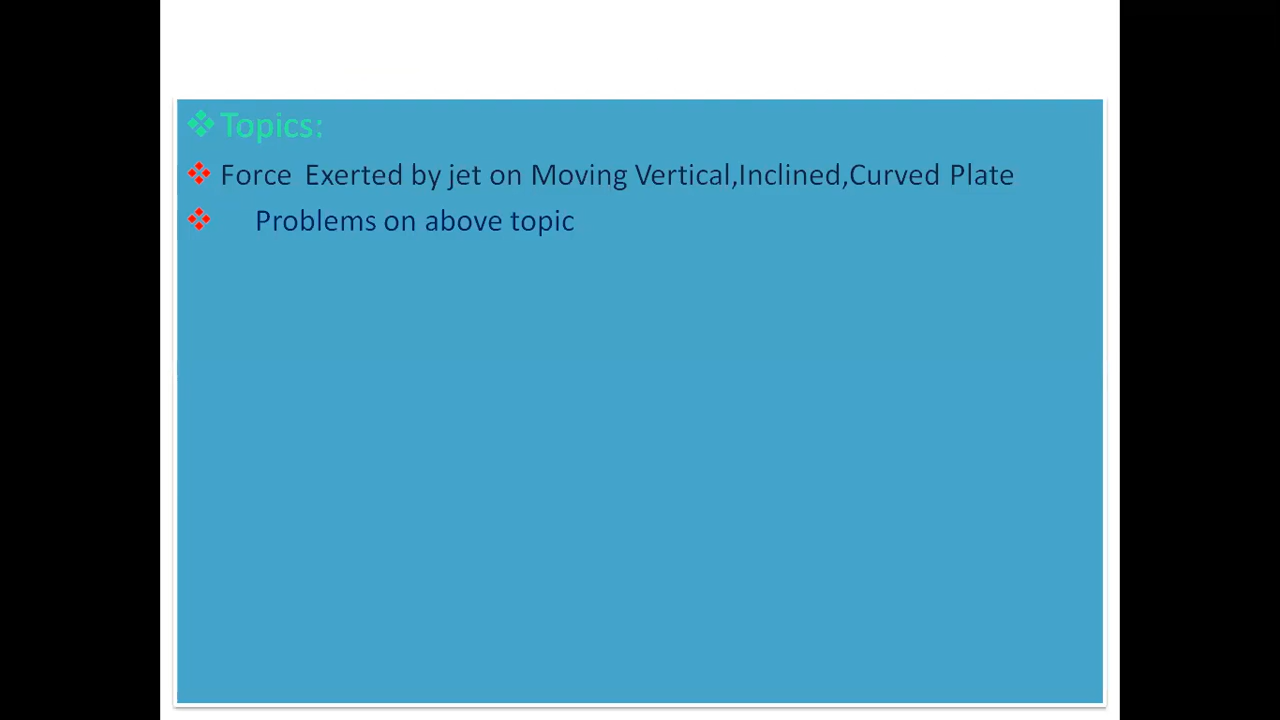 Topics:
Force Exerted by jet on Moving Vertical,Inclined,Curved Plate
Problems on above topic